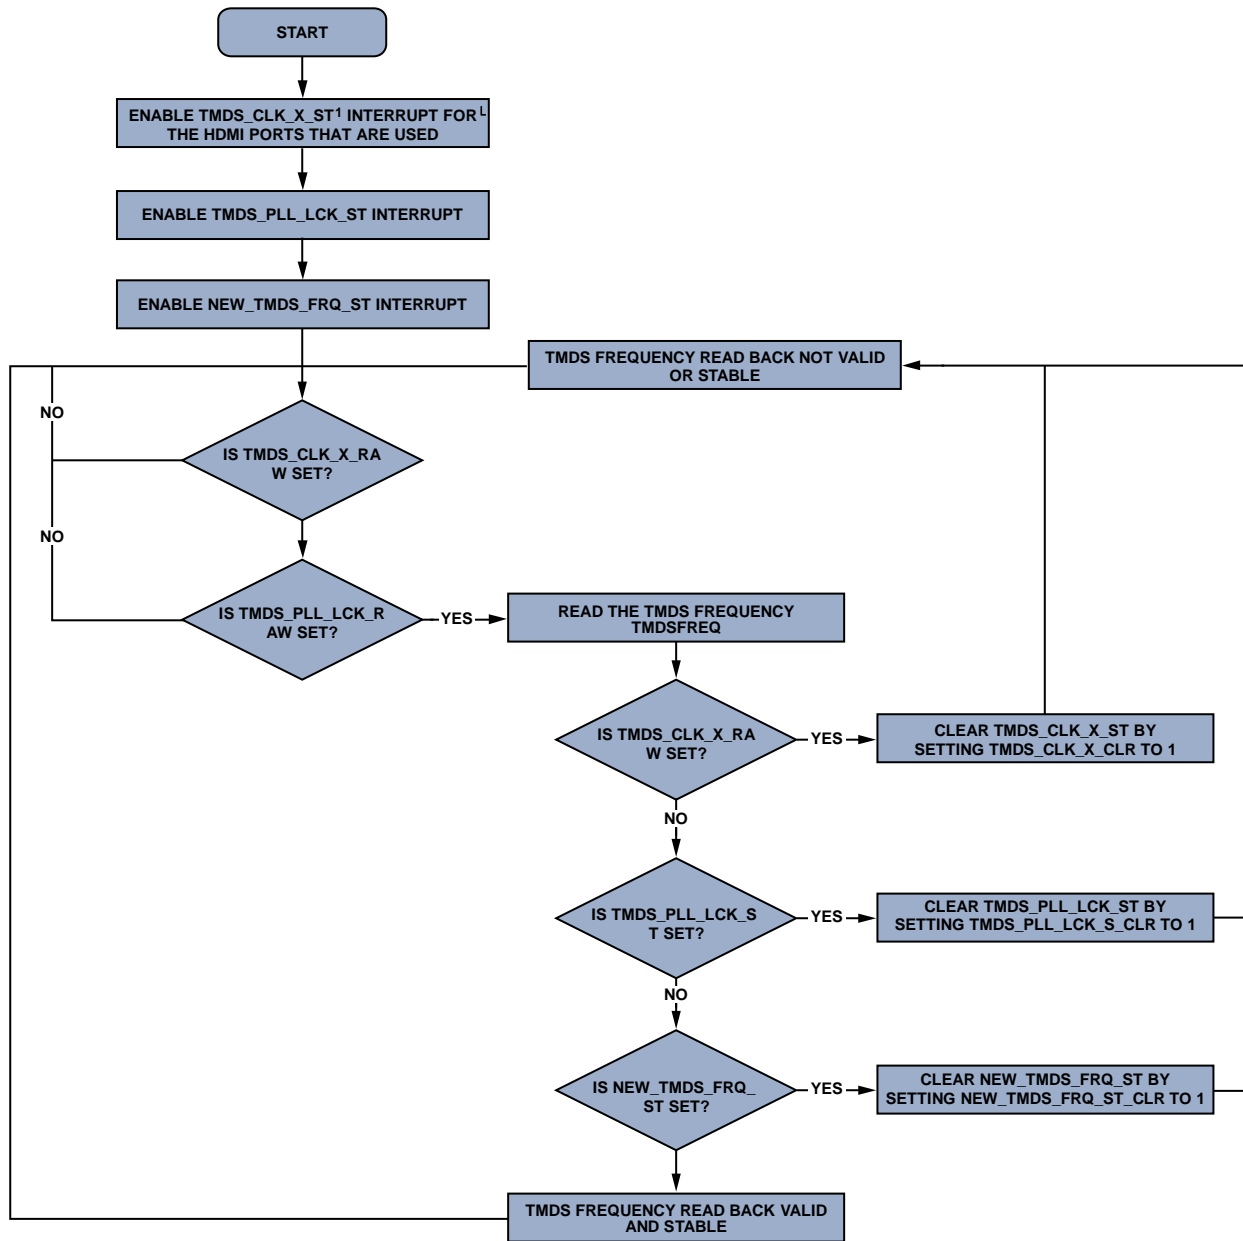 START
ENABLE TMDS_CLK_X_ST¹ INTERRUPT FOR L
THE HDMI PORTS THAT ARE USED
ENABLE TMDS_PLL_LCK_ST INTERRUPT
ENABLE NEW_TMDS_FRQ_ST INTERRUPT
TMDS FREQUENCY READ BACK NOT VALID
OR STABLE
NO
IS TMDS_CLK_X_RA
W SET?
NO
IS TMDS_PLL_LCK_R
AW SET?
YES
READ THE TMDS FREQUENCY
TMDSFREQ
IS TMDS_CLK_X_RA
W SET?
YES
CLEAR TMDS_CLK_X_ST BY
SETTING TMDS_CLK_X_CLR TO 1
NO
IS TMDS_PLL_LCK_S
T SET?
YES
CLEAR TMDS_PLL_LCK_ST BY
SETTING TMDS_PLL_LCK_S_CLR TO 1
NO
IS NEW_TMDS_FRQ_
ST SET?
YES
CLEAR NEW_TMDS_FRQ_ST BY
SETTING NEW_TMDS_FRQ_ST_CLR TO 1
TMDS FREQUENCY READ BACK VALID
AND STABLE